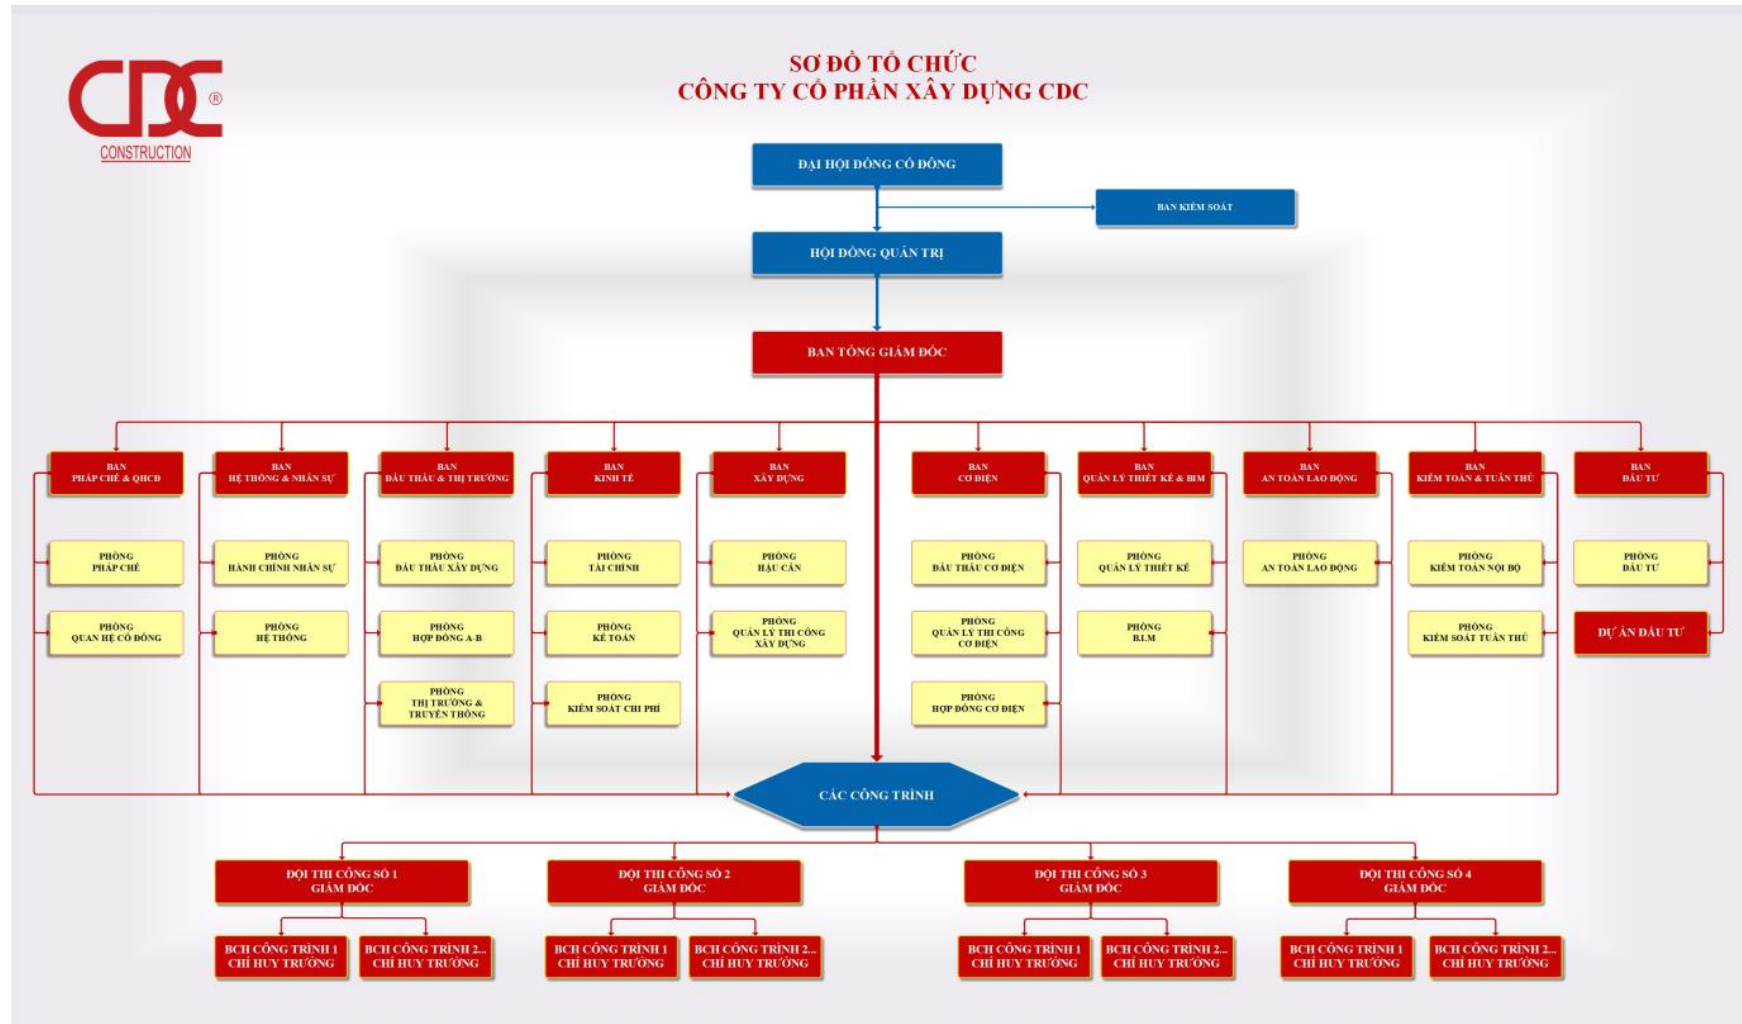 CDC
®
CONSTRUCTION
SƠ ĐỒ TỔ CHỨC
CÔNG TY CỔ PHẦN XÂY DỰNG CDC
ĐẠI HỘI ĐỒNG CỔ ĐÔNG
BAN KIỂM SOÁT
HỘI ĐỒNG QUẢN TRỊ
BAN TỔNG GIÁM ĐỐC
BAN
PHÁP CHẾ & QHCĐ
BAN
HỆ THỐNG & NHÂN SỰ
BAN
ĐẤU THẦU & THỊ TRƯỜNG
BAN
KINH TẾ
BAN
XÂY DỰNG
BAN
CƠ ĐIỆN
BAN
QUẢN LÝ THIẾT KẾ & BIM
BAN
AN TOÀN LAO ĐỘNG
BAN
KIỂM TOÁN & TUÂN THỦ
BAN
ĐẦU TƯ
PHÒNG
PHÁP CHẾ
PHÒNG
HÀNH CHÍNH NHÂN SỰ
PHÒNG
ĐẤU THẦU XÂY DỰNG
PHÒNG
TÀI CHÍNH
PHÒNG
HẬU CẦN
PHÒNG
ĐẤU THẦU CƠ ĐIỆN
PHÒNG
QUẢN LÝ THIẾT KẾ
PHÒNG
AN TOÀN LAO ĐỘNG
PHÒNG
KIỂM TOÁN NỘI BỘ
PHÒNG
ĐẦU TƯ
PHÒNG
QUAN HỆ CỔ ĐÔNG
PHÒNG
HỆ THỐNG
PHÒNG
HỢP ĐỒNG A-B
PHÒNG
KẾ TOÁN
PHÒNG
QUẢN LÝ THI CÔNG
XÂY DỰNG
PHÒNG
QUẢN LÝ THI CÔNG
CƠ ĐIỆN
PHÒNG
B.I.M
PHÒNG
KIỂM SOÁT TUÂN THỦ
DỰ ÁN ĐẦU TƯ
PHÒNG
THỊ TRƯỜNG &
TRUYỀN THÔNG
PHÒNG
KIỂM SOÁT CHI PHÍ
PHÒNG
HỢP ĐỒNG CƠ ĐIỆN
CÁC CÔNG TRÌNH
ĐỘI THI CÔNG SỐ 1
GIÁM ĐỐC
ĐỘI THI CÔNG SỐ 2
GIÁM ĐỐC
ĐỘI THI CÔNG SỐ 3
GIÁM ĐỐC
ĐỘI THI CÔNG SỐ 4
GIÁM ĐỐC
BCH CÔNG TRÌNH 1
CHỈ HUY TRƯỞNG
BCH CÔNG TRÌNH 2...
CHỈ HUY TRƯỞNG
BCH CÔNG TRÌNH 1
CHỈ HUY TRƯỞNG
BCH CÔNG TRÌNH 2...
CHỈ HUY TRƯỞNG
BCH CÔNG TRÌNH 1
CHỈ HUY TRƯỞNG
BCH CÔNG TRÌNH 2...
CHỈ HUY TRƯỞNG
BCH CÔNG TRÌNH 1
CHỈ HUY TRƯỞNG
BCH CÔNG TRÌNH 2...
CHỈ HUY TRƯỞNG